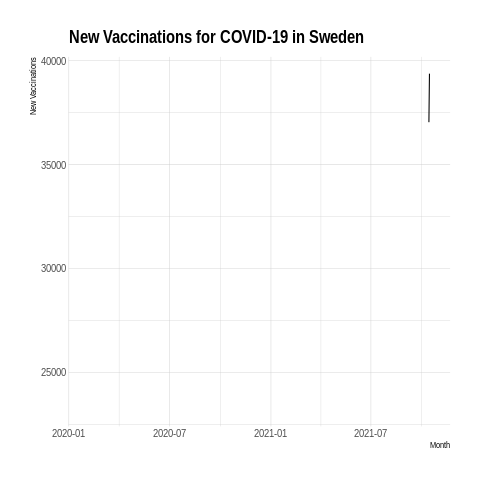 New Vaccinations for COVID-19 in Sweden
New Vaccinations
40000
35000
30000
25000
2020-01
2020-07
2021-01
2021-07
Month